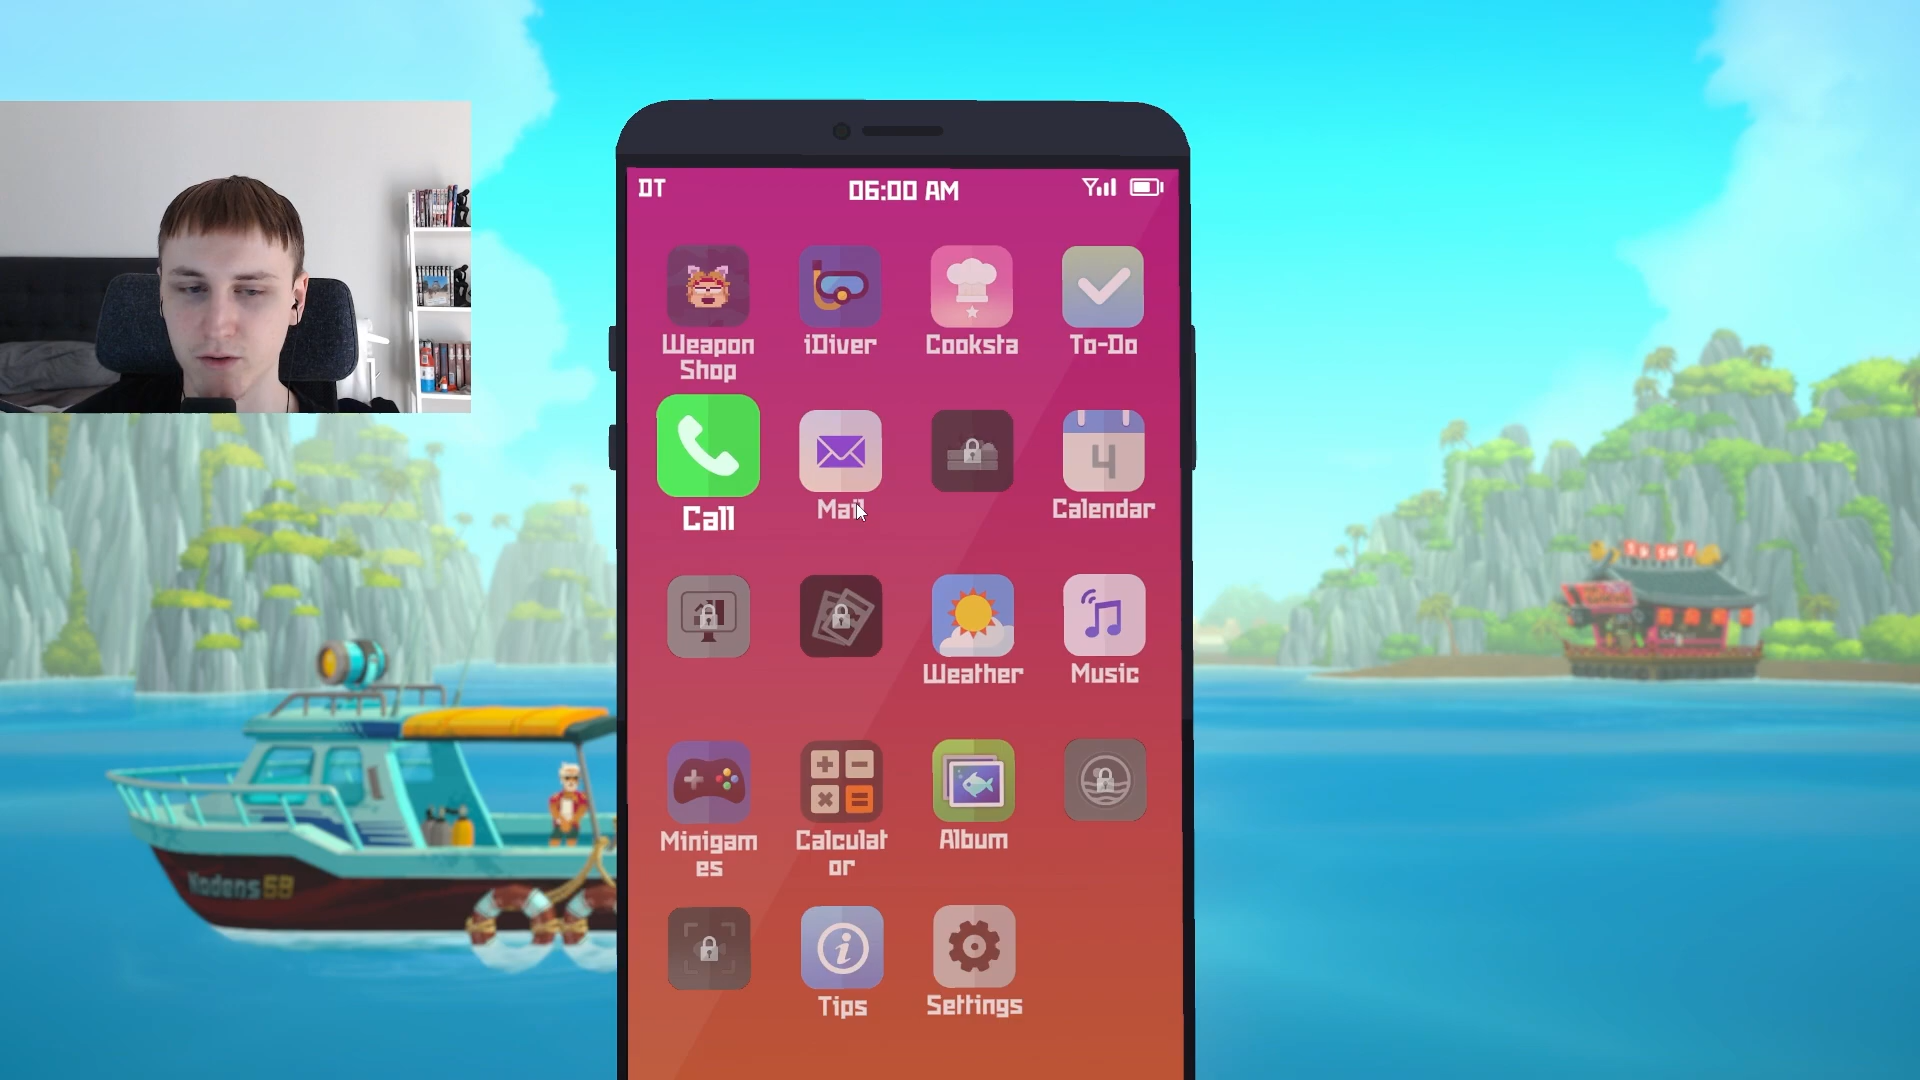 DT
06:00 AM
Weapon
Shop
iDiver
Cooksta
To-Do
Call
Mail
4
Calendar
Weather
Music
Minigam
es
Calculat
or
Album
Tips
Settings
Nodens68